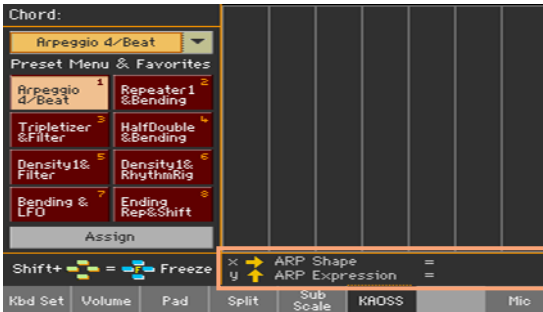 Chord:
Arpeggio 4/Beat
Preset Menu & Favorites
Arpeggio 4/Beat 1
Repeater1 &Bending 2
Tripletizer &Filter 3
HalfDouble &Bending 4
Density1& Filter 5
Density1& RhythmRig 6
Bending & LFO 7
Ending Rep&Shift 8
Assign
Shift+ = F Freeze
x ARP Shape =
y ARP Expression =
Kbd Set Volume Pad Split Sub Scale KAOSS Mic